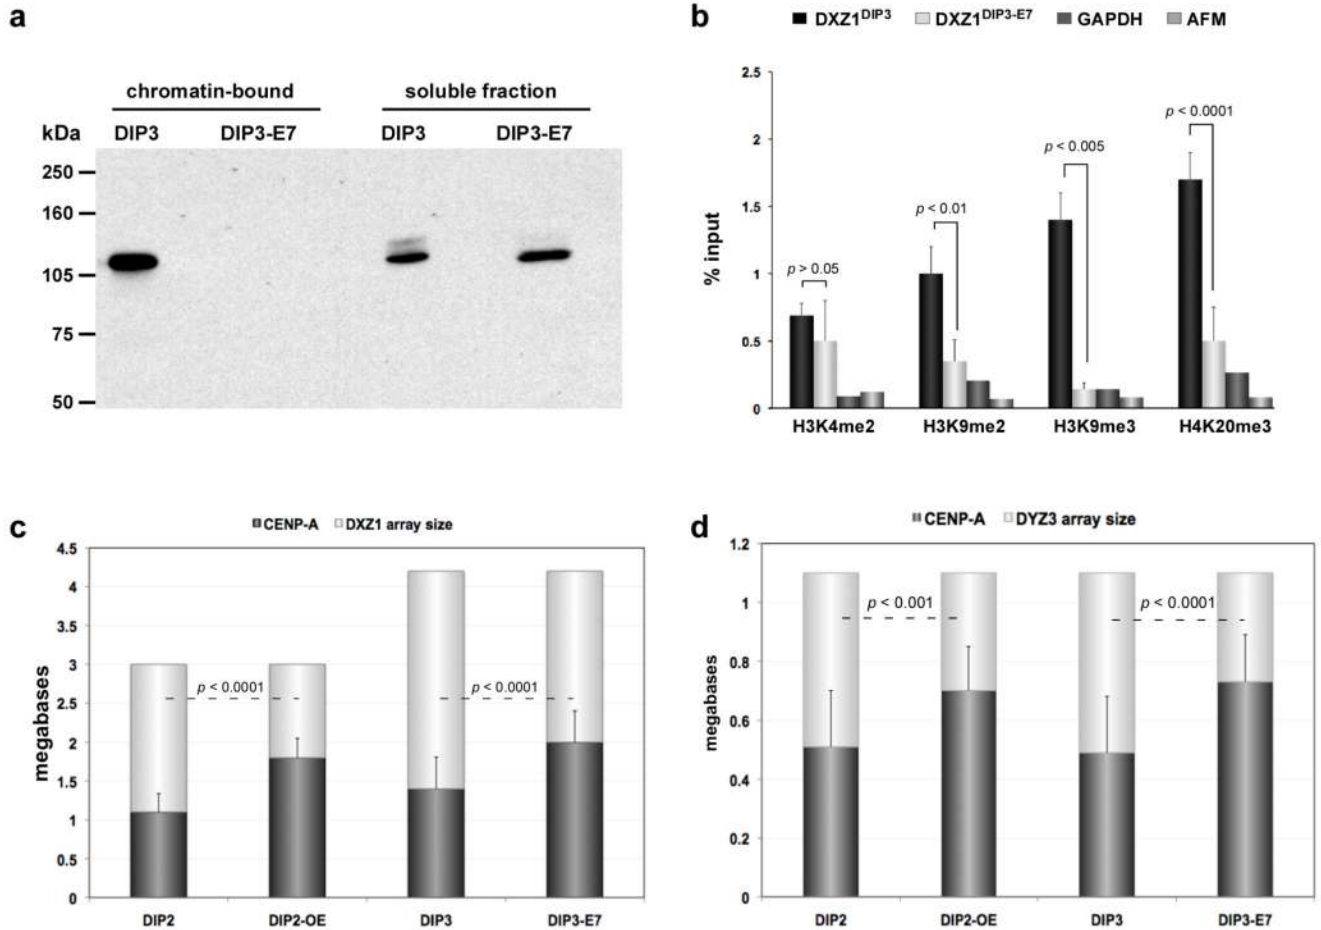 a
chromatin-bound
soluble fraction
kDa
DIP3
DIP3-E7
DIP3
DIP3-E7
250
160
105
75
50
b
DXZ1DIP3
DXZ1DIP3-E7
GAPDH
AFM
% input
2.5
2
1.5
1
0.5
0
p > 0.05
p < 0.01
p < 0.005
p < 0.0001
H3K4me2
H3K9me2
H3K9me3
H4K20me3
c
CENP-A
DXZ1 array size
megabases
4.5
4
3.5
3
2.5
2
1.5
1
0.5
0
p < 0.0001
p < 0.0001
DIP2
DIP2-OE
DIP3
DIP3-E7
d
CENP-A
DYZ3 array size
megabases
1.2
1
0.8
0.6
0.4
0.2
0
p < 0.001
p < 0.0001
DIP2
DIP2-OE
DIP3
DIP3-E7